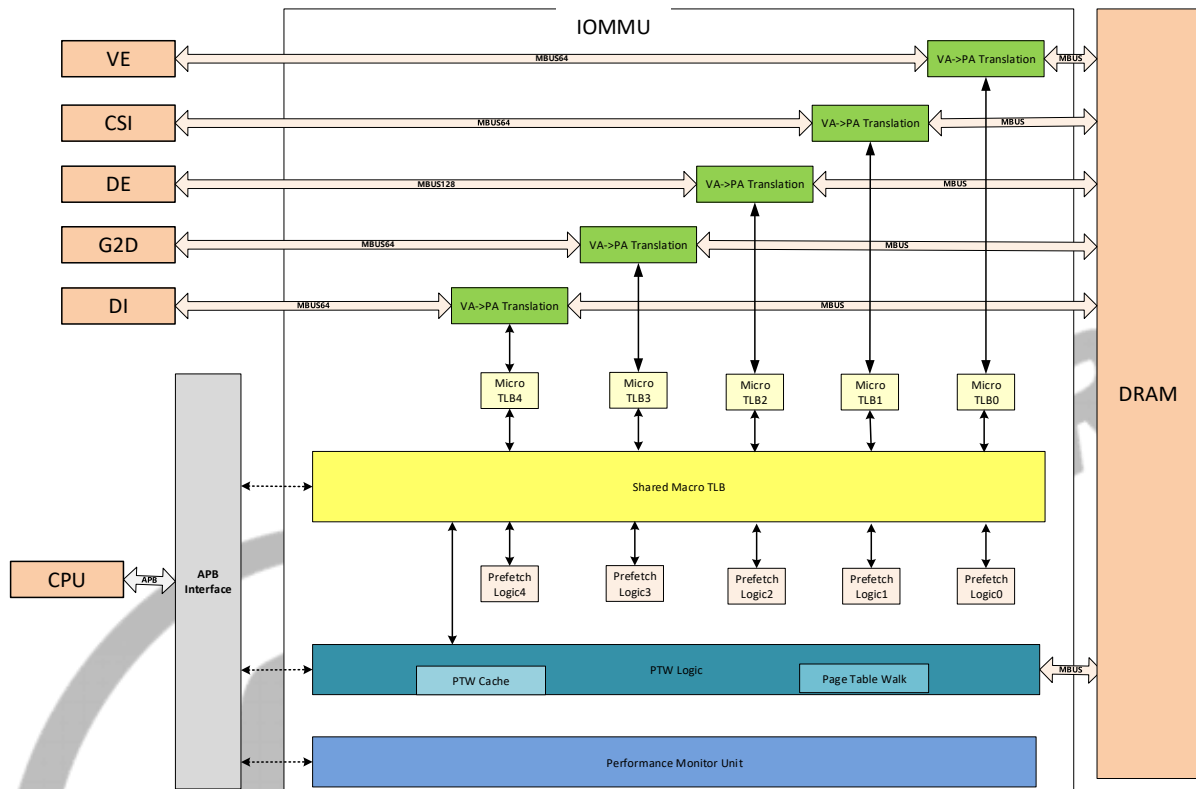 IOMMU
VE
MBUS64
VA->PA Translation
MBUS
CSI
MBUS64
VA->PA Translation
MBUS
DE
MBUS128
VA->PA Translation
MBUS
G2D
MBUS64
VA->PA Translation
MBUS
DI
MBUS64
VA->PA Translation
MBUS
DRAM
Micro
TLB4
Micro
TLB3
Micro
TLB2
Micro
TLB1
Micro
TLB0
Shared Macro TLB
CPU
APB
APB
Interface
Prefetch
Logic4
Prefetch
Logic3
Prefetch
Logic2
Prefetch
Logic1
Prefetch
Logic0
PTW Logic
PTW Cache
Page Table Walk
MBUS
Performance Monitor Unit